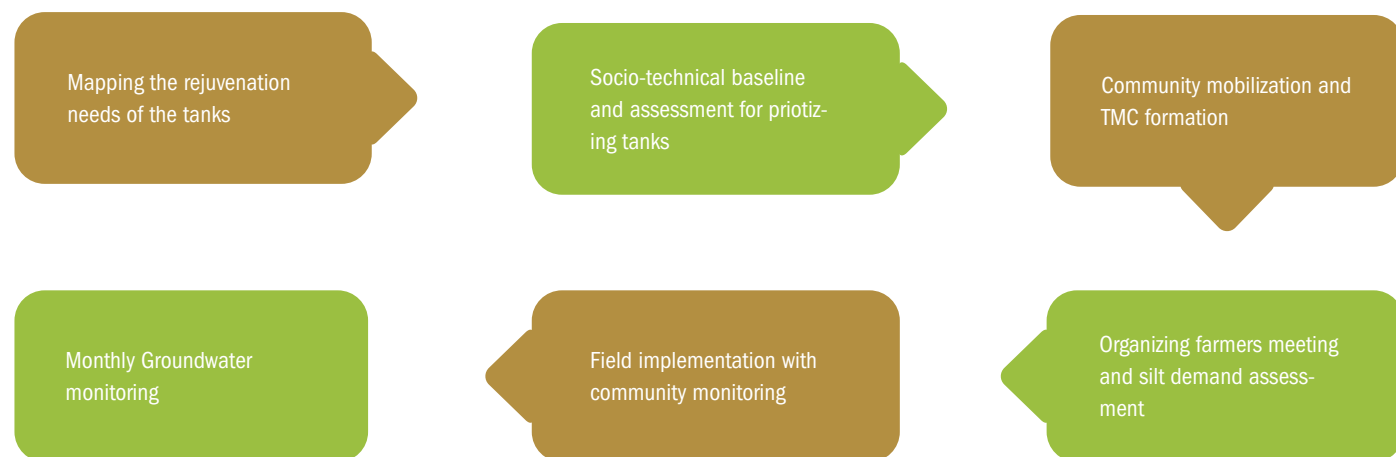 Mapping the rejuvenation
needs of the tanks
Socio-technical baseline
and assessment for priotiz-
ing tanks
Community mobilization and
TMC formation
Organizing farmers meeting
and silt demand assess-
ment
Field implementation with
community monitoring
Monthly Groundwater
monitoring